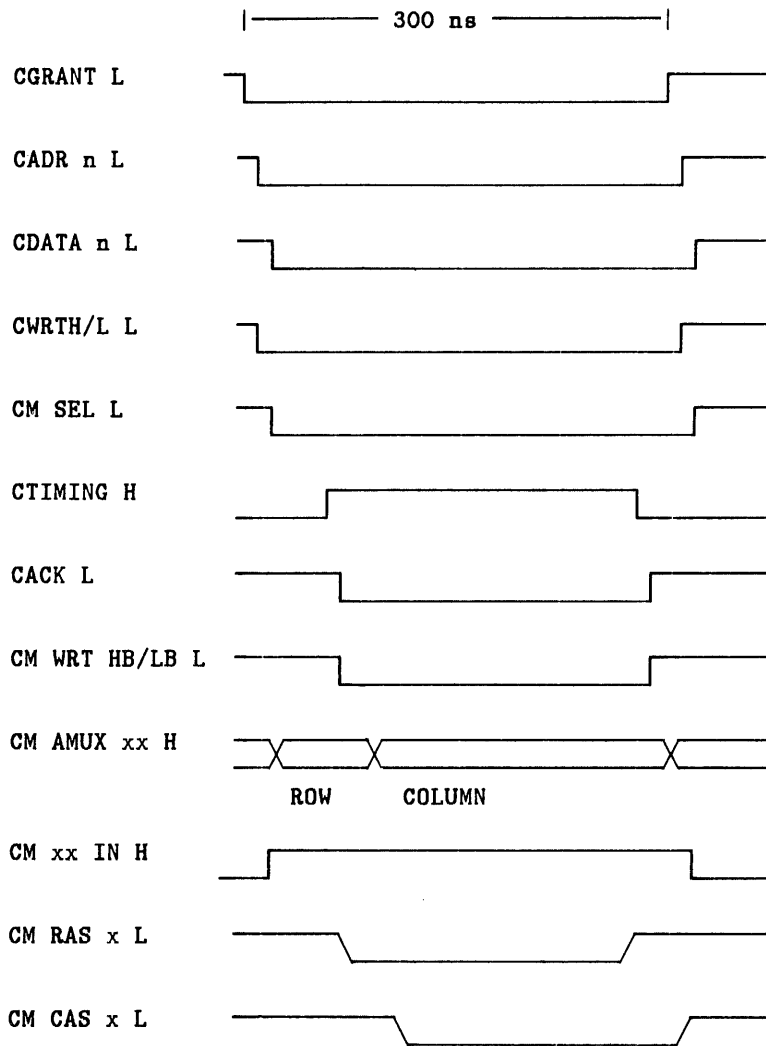 300 ns
CGRANT L
CADR n L
CDATA n L
CWRTH/L L
CM SEL L
CTIMING H
CACK L
CM WRT HB/LB L
CM AMUX xx H
ROW COLUMN
CM xx IN H
CM RAS x L
CM CAS x L